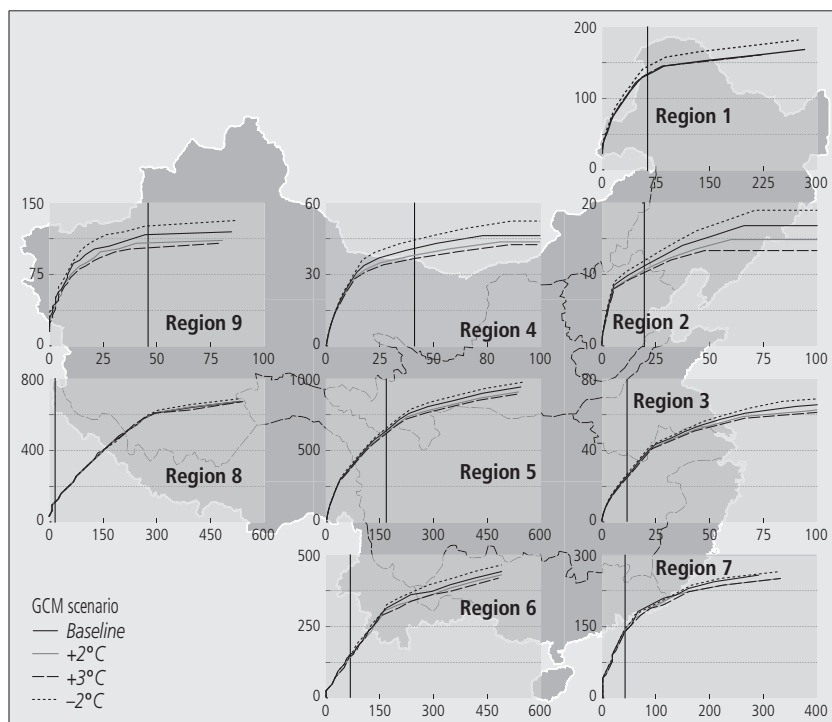 200
100
0
Region 1
0 75 150 225 300
150
75
0
Region 9
0 25 50 75 100
60
30
0
Region 4
0 25 50 75 100
20
10
0
Region 2
0 25 50 75 100
800
400
0
Region 8
0 150 300 450 600
1000
500
0
Region 5
0 150 300 450 600
80
40
0
Region 3
0 25 50 75 100
500
250
0
Region 6
0 150 300 450 600
300
150
0
Region 7
0 100 200 300 400
GCM scenario
Baseline
+2°C
+3°C
–2°C